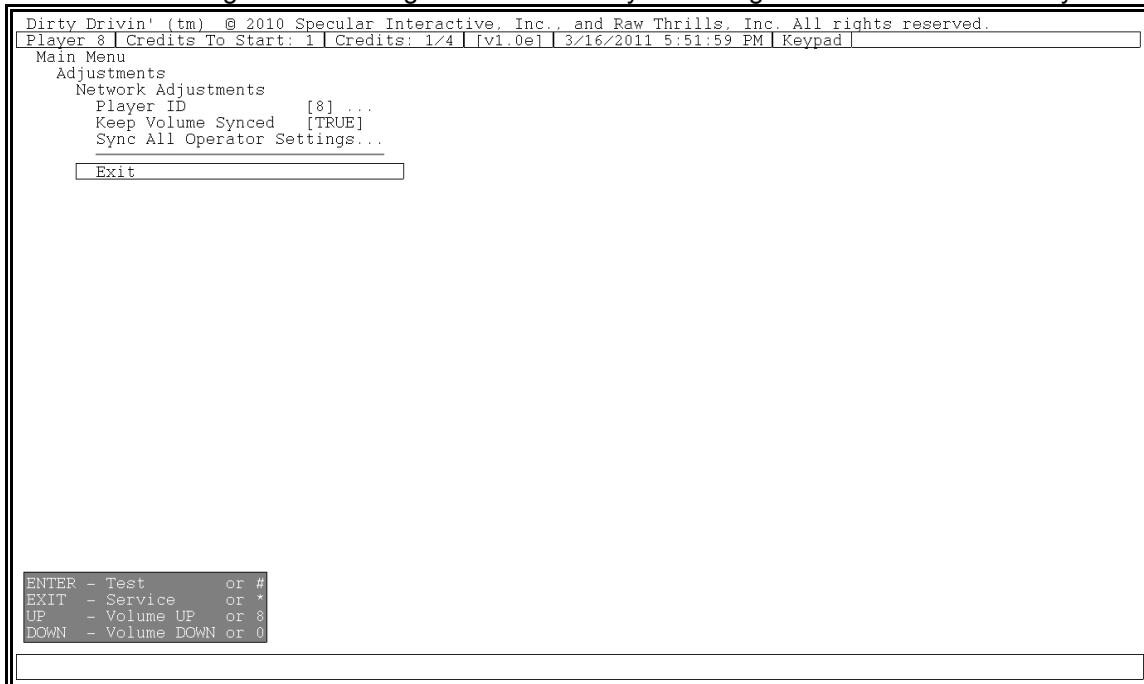 Dirty Drivin' (tm) © 2010 Specular Interactive, Inc., and Raw Thrills, Inc. All rights reserved.
Player 8 | Credits To Start: 1 | Credits: 1/4 | [v1.0e] | 3/16/2011 5:51:59 PM | Keypad |
Main Menu
Adjustments
Network Adjustments
Player ID [8] ...
Keep Volume Synced [TRUE]
Sync All Operator Settings...
Exit
ENTER - Test or #
EXIT - Service or *
UP - Volume UP or 8
DOWN - Volume DOWN or 0